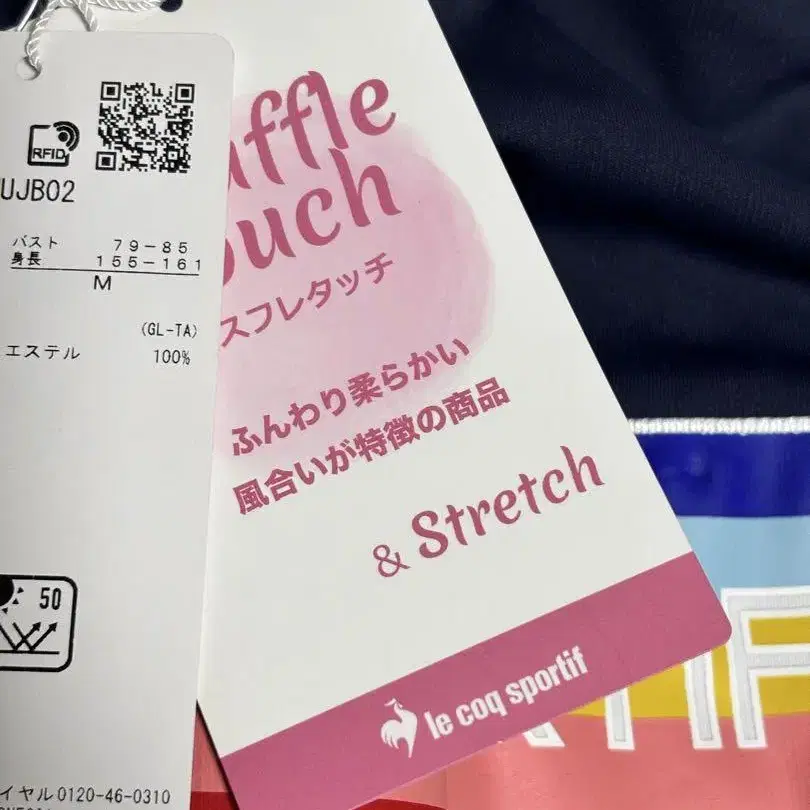 RFID
UJB02
バスト 79-85
身長 155-161
M
(GL-TA)
エステル 100%
50
イヤル 0120-46-0310
uffle
ouch
スフレタッチ
ふんわり柔らかい
風合いが特徴の商品
& Stretch
le coq sportif